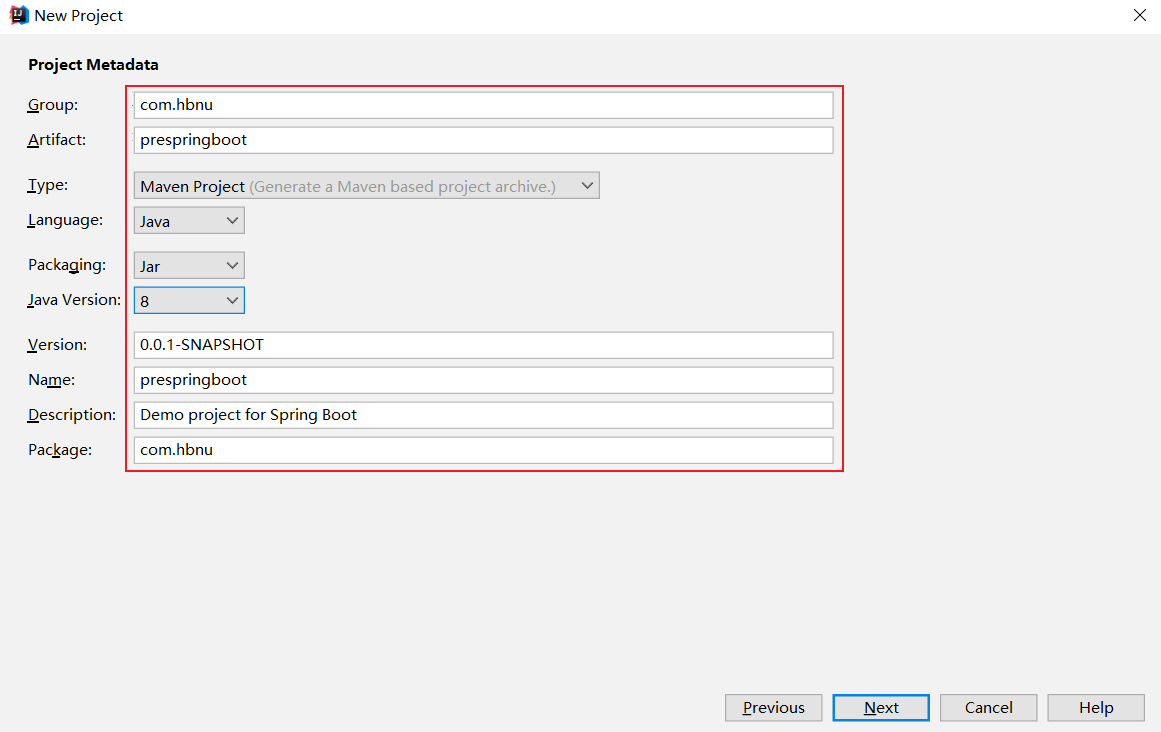 New Project
Project Metadata
Group: com.hbnu
Artifact: prespringboot
Type: Maven Project (Generate a Maven based project archive.)
Language: Java
Packaging: Jar
Java Version: 8
Version: 0.0.1-SNAPSHOT
Name: prespringboot
Description: Demo project for Spring Boot
Package: com.hbnu
Previous Next Cancel Help